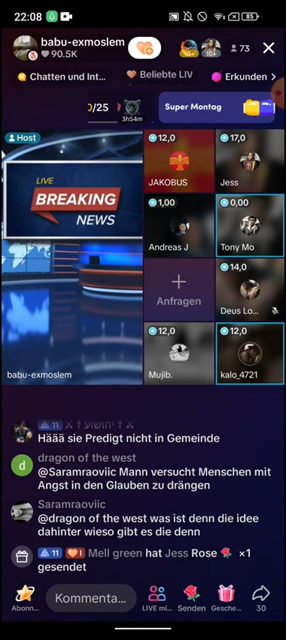 22:08
85%
babu-exmoslem
90.5K
10+
10+
73
Chatten und Int...
Beliebte LIV
Erkunden
0/25
3h54m
Super Montag
Host
LIVE
BREAKING
NEWS
babu-exmoslem
12,0
JAKOBUS
17,0
Jess
1,00
Andreas J
0,00
Tony Mo
Anfragen
14,0
Deus Lo...
12,0
Mujib.
12,0
kalo_4721
11 ⚔ † יהושוע † ⚔
Häää sie Predigt nicht in Gemeinde
d
dragon of the west
@Saramraoviic Mann versucht Menschen mit
Angst in den Glauben zu drängen
Saramraoviic
@dragon of the west was ist denn die idee
dahinter wieso gibt es die denn
11 I Mell green hat Jess Rose 🌹 ×1
gesendet
Abonn...
Kommenta...
LIVE mi...
Senden
Gesche...
30